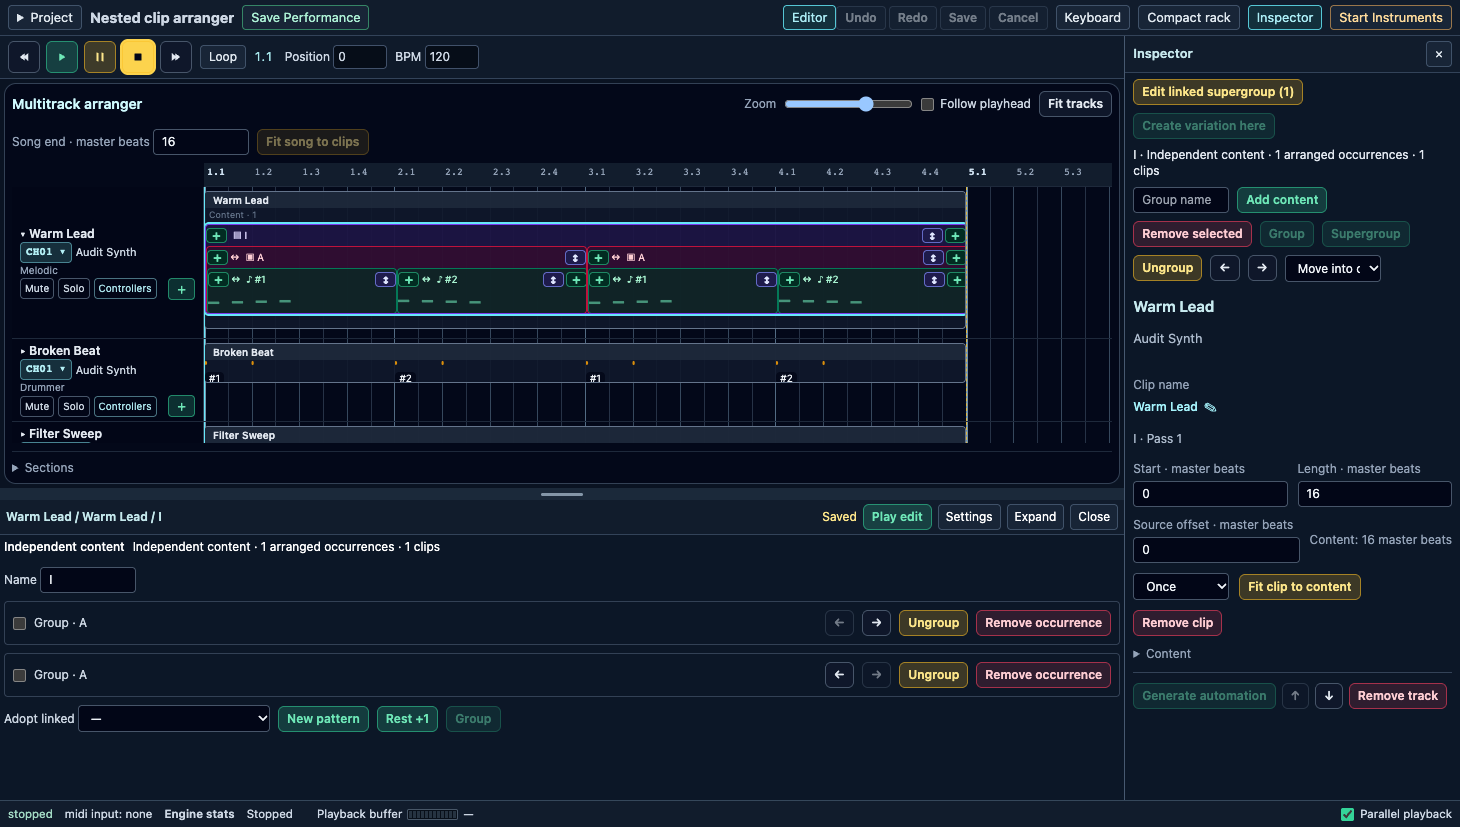 Project Nested clip arranger Save Performance Editor Undo Redo Save Cancel Keyboard Compact rack Inspector Start Instruments
Loop 1.1 Position 0 BPM 120
Multitrack arranger Zoom Follow playhead Fit tracks
Song end · master beats 16 Fit song to clips
1.1 1.2 1.3 1.4 2.1 2.2 2.3 2.4 3.1 3.2 3.3 3.4 4.1 4.2 4.3 4.4 5.1 5.2 5.3
Warm Lead
Content · 1
Warm Lead
CH01 Audit Synth
Melodic
Mute Solo Controllers +
+ I + 
+ A + A +
+ #1 + #2 + + #1 + #2 +
Broken Beat
CH01 Audit Synth
Drummer
Mute Solo Controllers +
Broken Beat
#1 #2 #1 #2
Filter Sweep
Filter Sweep
Sections
Warm Lead / Warm Lead / I Saved Play edit Settings Expand Close
Independent content Independent content · 1 arranged occurrences · 1 clips
Name I
Group · A ← → Ungroup Remove occurrence
Group · A ← → Ungroup Remove occurrence
Adopt linked — New pattern Rest +1 Group
Inspector ×
Edit linked supergroup (1)
Create variation here
I · Independent content · 1 arranged occurrences · 1
clips
Group name Add content
Remove selected Group Supergroup
Ungroup ← → Move into
Warm Lead
Audit Synth
Clip name
Warm Lead ✎
I · Pass 1
Start · master beats Length · master beats
0 16
Source offset · master beats
0 Content: 16 master beats
Once Fit clip to content
Remove clip
Content
Generate automation ↑ ↓ Remove track
stopped midi input: none Engine stats Stopped Playback buffer — Parallel playback